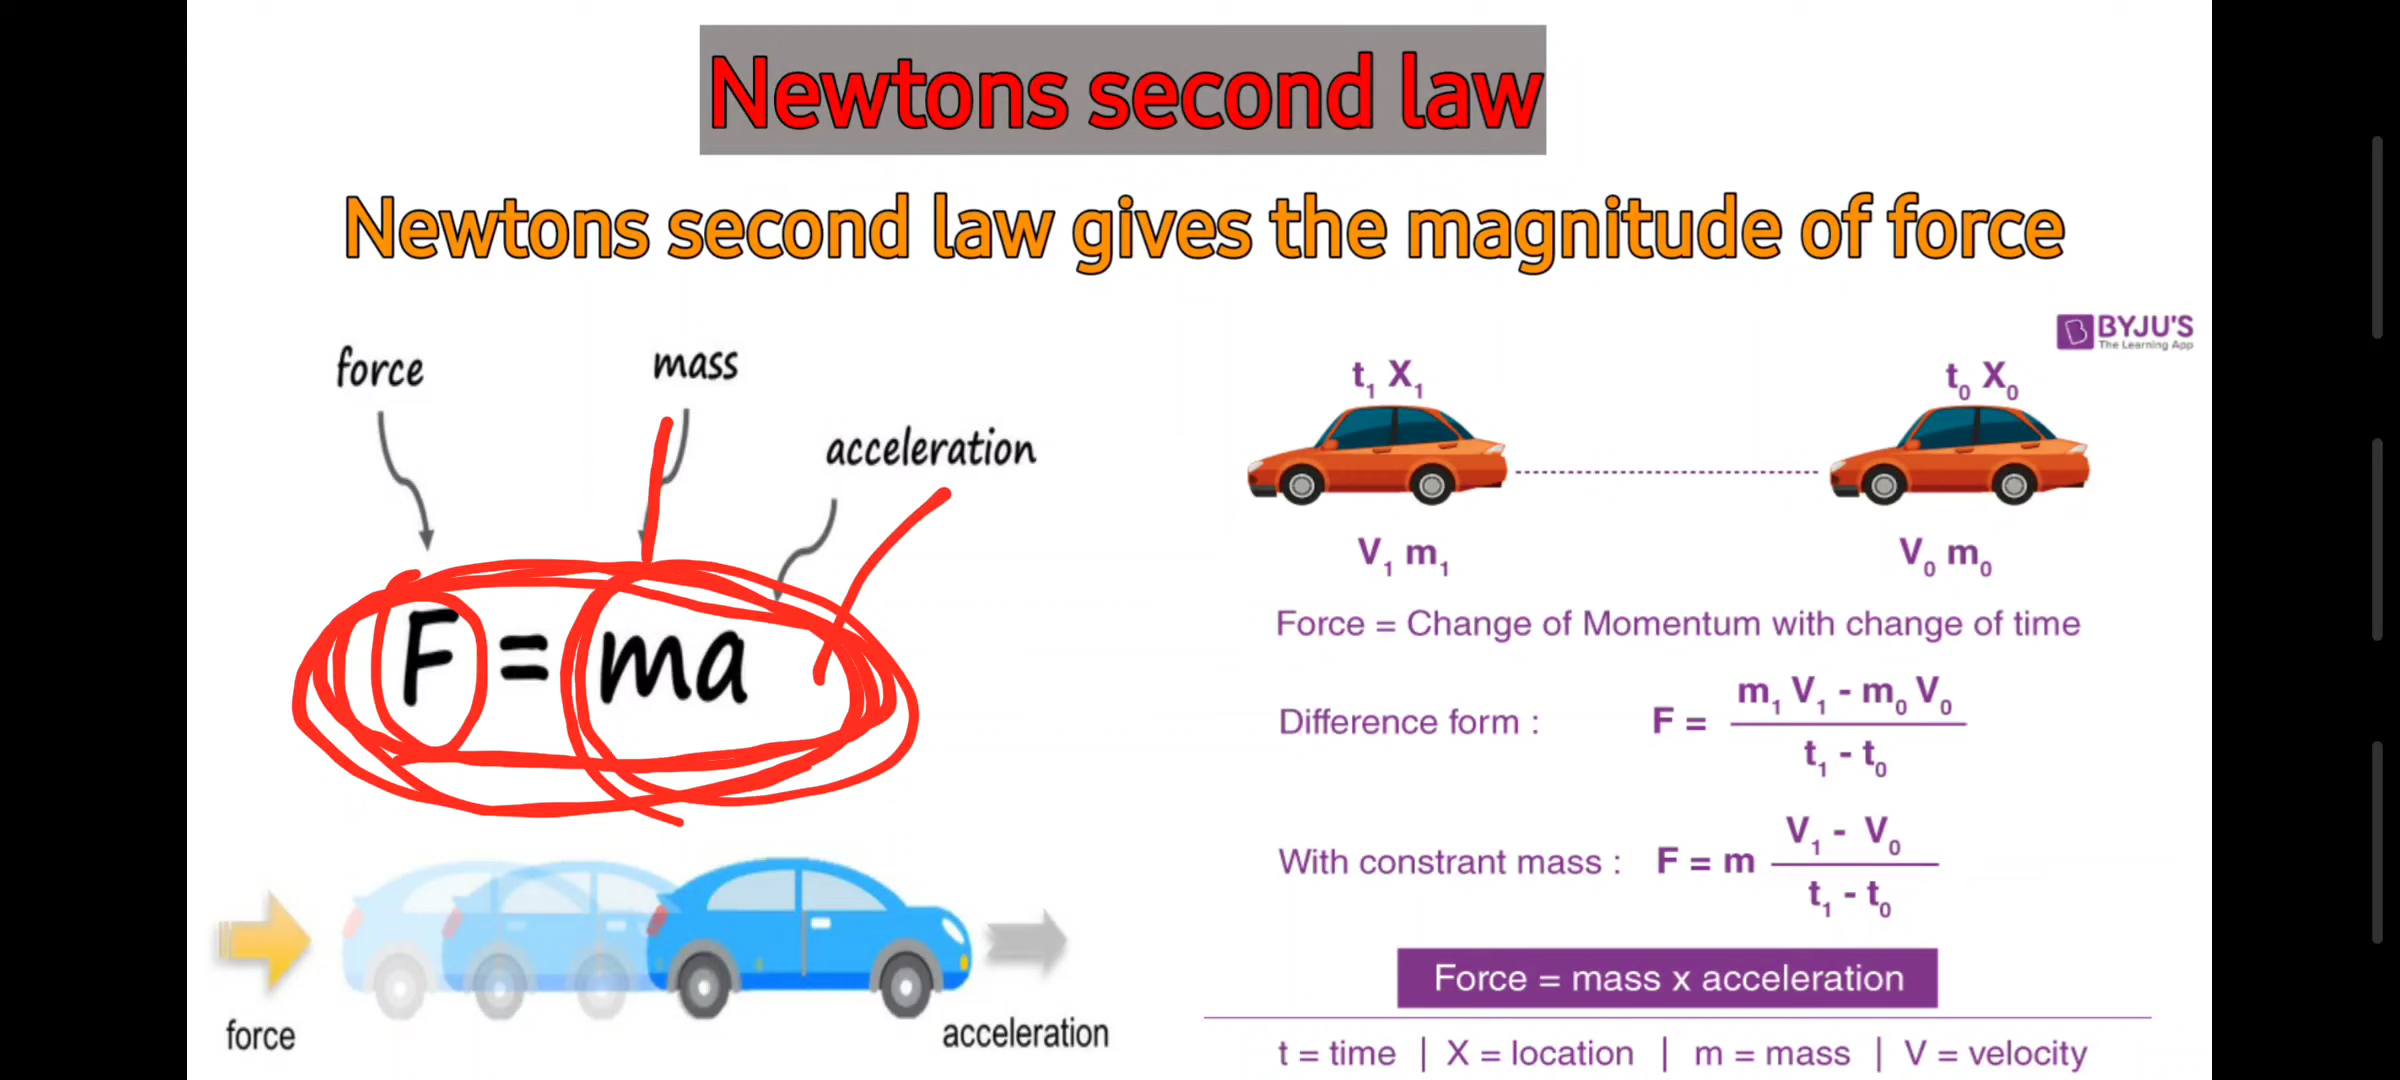 Newtons second law
Newtons second law gives the magnitude of force
force
mass
acceleration
F = ma
force
acceleration
BYJU'S
The Learning App
t₁ X₁
t₀ X₀
V₁ m₁
V₀ m₀
Force = Change of Momentum with change of time
Difference form : F = m₁ V₁ - m₀ V₀
t₁ - t₀
With constrant mass : F = m V₁ - V₀
t₁ - t₀
Force = mass x acceleration
t = time | X = location | m = mass | V = velocity